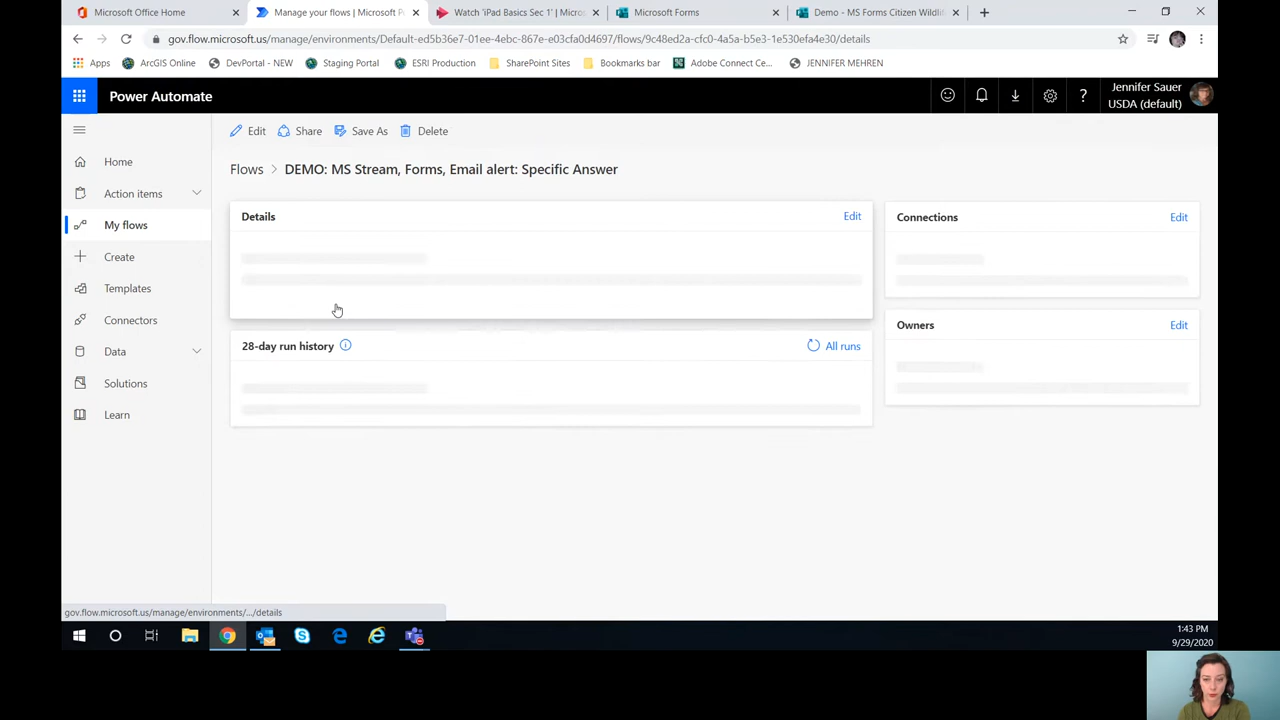 Microsoft Office Home
Manage your flows | Microsoft Po
Watch 'iPad Basics Sec 1' | Micros
Microsoft Forms
Demo - MS Forms Citizen Wildlife
gov.flow.microsoft.us/manage/environments/Default-ed5b36e7-01ee-4ebc-867e-e03cfa0d4697/flows/9c48ed2a-cfc0-4a5a-b5e3-1e530efa4e30/details
Apps
ArcGIS Online
DevPortal - NEW
Staging Portal
ESRI Production
SharePoint Sites
Bookmarks bar
Adobe Connect Ce...
JENNIFER MEHREN
Power Automate
?
Jennifer Sauer
USDA (default)
Edit
Share
Save As
Delete
Home
Action items
My flows
Create
Templates
Connectors
Data
Solutions
Learn
Flows > DEMO: MS Stream, Forms, Email alert: Specific Answer
Details
Edit
Connections
Edit
28-day run history
All runs
Owners
Edit
gov.flow.microsoft.us/manage/environments/.../details
1:43 PM
9/29/2020